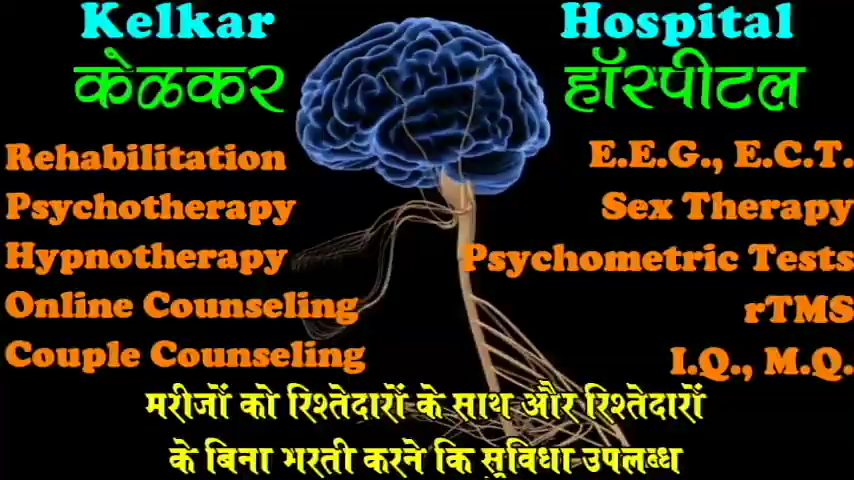 Kelkar Hospital
केळकर हॉस्पीटल
Rehabilitation
Psychotherapy
Hypnotherapy
Online Counseling
Couple Counseling
E.E.G., E.C.T.
Sex Therapy
Psychometric Tests
rTMS
I.Q., M.Q.
मरीजों को रिश्तेदारों के साथ और रिश्तेदारों
के बिना भरती करने कि सुविधा उपलब्ध